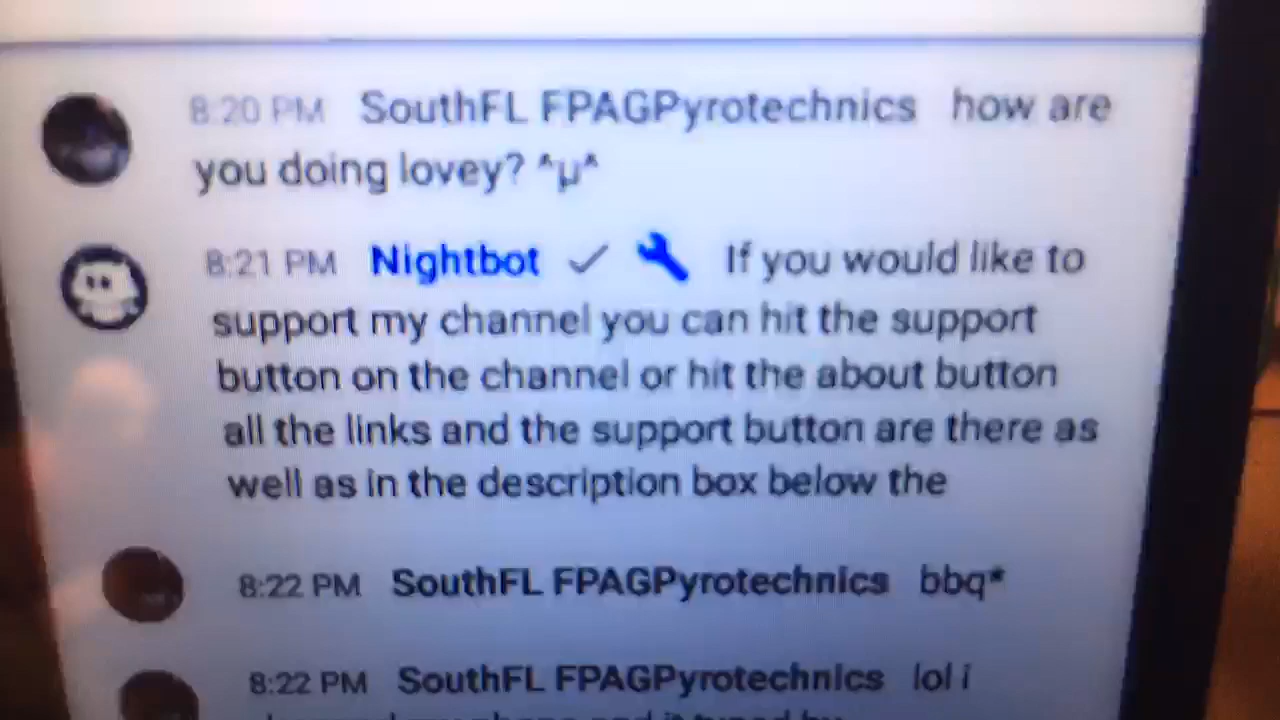 8:20 PM SouthFL FPAGPyrotechnics how are
you doing lovey? ^µ^
8:21 PM Nightbot If you would like to
support my channel you can hit the support
button on the channel or hit the about button
all the links and the support button are there as
well as in the description box below the
8:22 PM SouthFL FPAGPyrotechnics bbq*
8:22 PM SouthFL FPAGPyrotechnics lol i